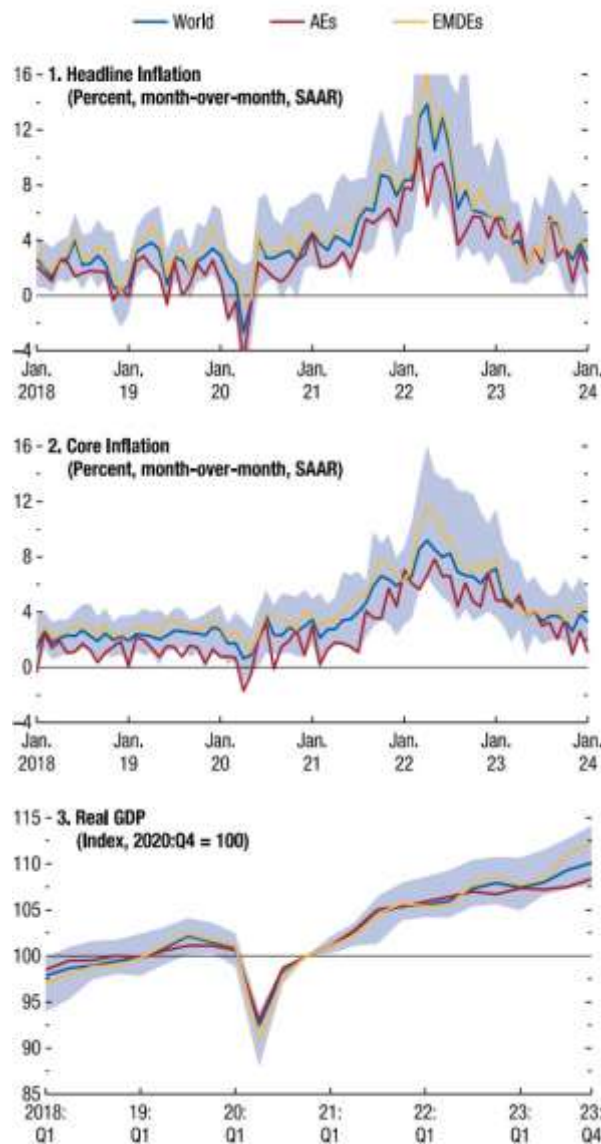 World AEs EMDEs
1. Headline Inflation
(Percent, month-over-month, SAAR)
16
12
8
4
0
–4
Jan. Jan. Jan. Jan. Jan. Jan. Jan.
2018 19 20 21 22 23 24
2. Core Inflation
(Percent, month-over-month, SAAR)
16
12
8
4
0
–4
Jan. Jan. Jan. Jan. Jan. Jan. Jan.
2018 19 20 21 22 23 24
3. Real GDP
(Index, 2020:Q4 = 100)
115
110
105
100
95
90
85
2018: 19: 20: 21: 22: 23: 23:
Q1 Q1 Q1 Q1 Q1 Q1 Q4